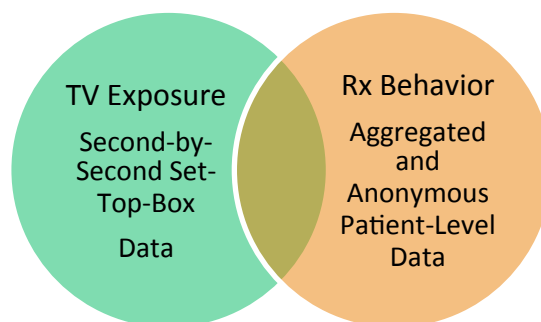 TV Exposure
Second-by-
Second Set-
Top-Box
Data
Rx Behavior
Aggregated
and
Anonymous
Patient-Level
Data